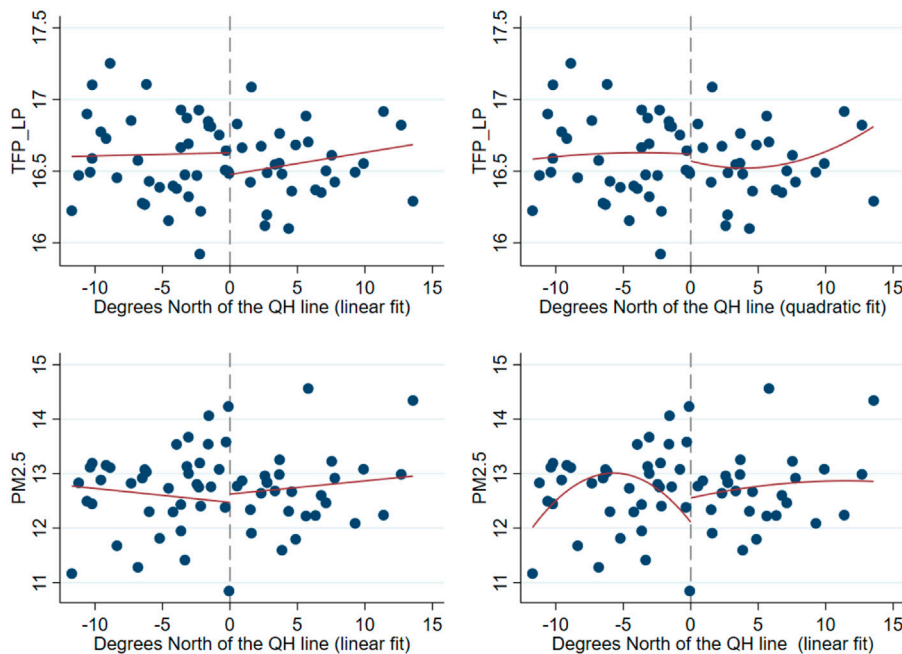 TFP_LP
17.5
17
16.5
16
-10 -5 0 5 10 15
Degrees North of the QH line (linear fit)
TFP_LP
17.5
17
16.5
16
-10 -5 0 5 10 15
Degrees North of the QH line (quadratic fit)
PM2.5
15
14
13
12
11
-10 -5 0 5 10 15
Degrees North of the QH line (linear fit)
PM2.5
15
14
13
12
11
-10 -5 0 5 10 15
Degrees North of the QH line (linear fit)